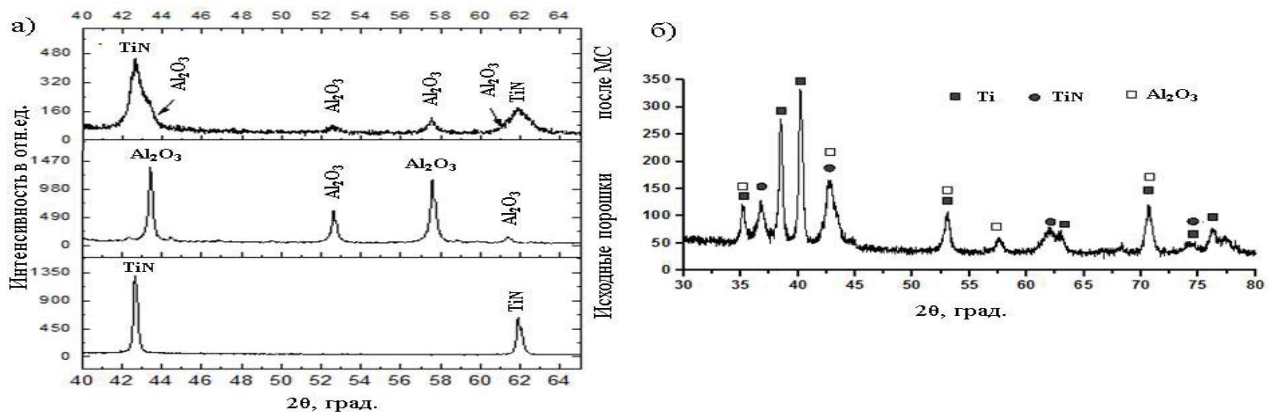 а)
40 42 44 46 48 50 52 54 56 58 60 62 64
TiN
Al₂O₃
Al₂O₃
Al₂O₃
Al₂O₃
TiN
480
320
160
0
после МС
Al₂O₃
Al₂O₃
Al₂O₃
Al₂O₃
1470
980
490
0
Исходные порошки
TiN
TiN
1350
900
450
0
Интенсивность в отн.ед.
40 42 44 46 48 50 52 54 56 58 60 62 64
2θ, град.
б)
350
300
250
200
150
100
50
0
Ti TiN Al₂O₃
30 35 40 45 50 55 60 65 70 75 80
2θ, град.